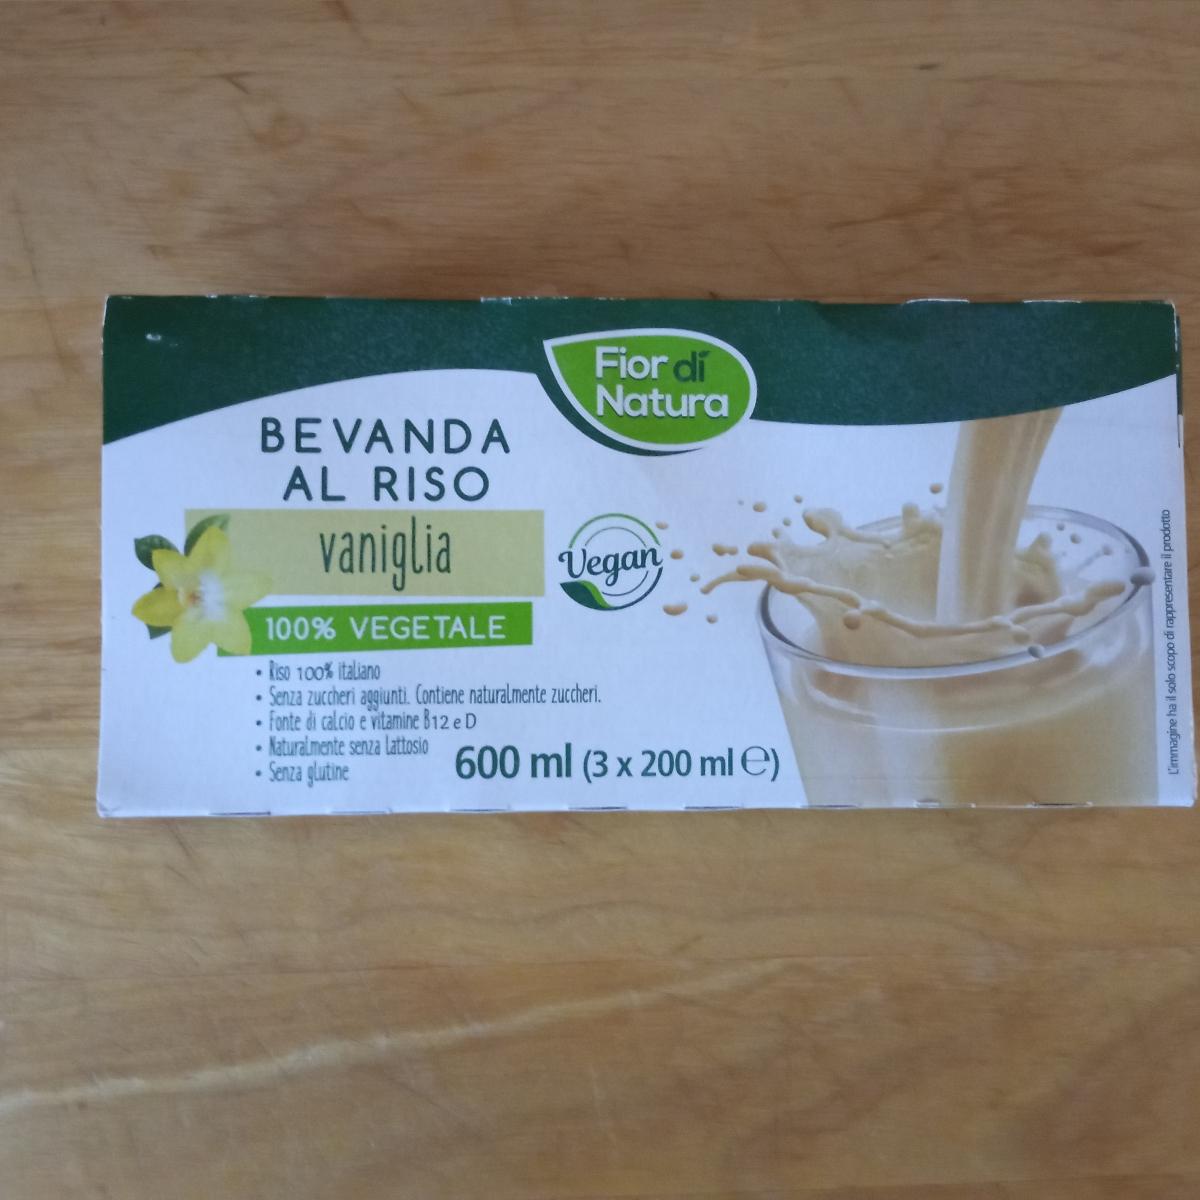 Fior di
Natura
BEVANDA
AL RISO
vaniglia
Vegan
100% VEGETALE
• Riso 100% italiano
• Senza zuccheri aggiunti. Contiene naturalmente zuccheri.
• Fonte di calcio e vitamine B12 e D
• Naturalmente senza lattosio
• Senza glutine
600 ml (3 x 200 ml ℮)
L'immagine ha il solo scopo di rappresentare il prodotto